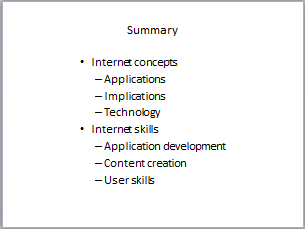 Summary
• Internet concepts
– Applications
– Implications
– Technology
• Internet skills
– Application development
– Content creation
– User skills